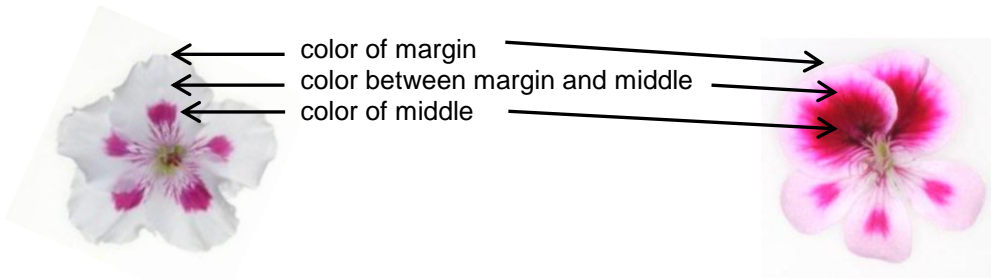 color of margin
color between margin and middle
color of middle